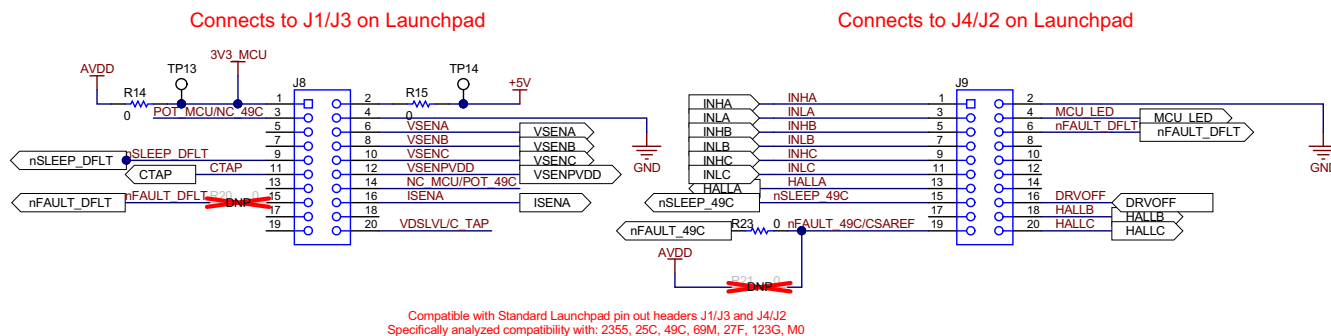 Connects to J1/J3 on Launchpad
Connects to J4/J2 on Launchpad
AVDD
TP13
3V3_MCU
J8
TP14
+5V
R14
0
R15
0
1
2
POT_MCU/NC_49C
3
4
5
6
VSENA
VSENA
7
8
VSENB
VSENB
nSLEEP_DFLT
nSLEEP_DFLT
9
10
VSENC
VSENC
CTAP
CTAP
11
12
VSENPVDD
VSENPVDD
13
14
NC_MCU/POT_49C
nFAULT_DFLT
nFAULT_DFLT
R20
0
DNP
15
16
ISENA
ISENA
17
18
19
20
VDSLVL/C_TAP
GND
J9
INHA
INHA
1
2
INLA
INLA
3
4
MCU_LED
MCU_LED
INHB
INHB
5
6
nFAULT_DFLT
nFAULT_DFLT
INLB
INLB
7
8
INHC
INHC
9
10
INLC
INLC
11
12
HALLA
HALLA
13
14
nSLEEP_49C
nSLEEP_49C
15
16
DRVOFF
DRVOFF
17
18
HALLB
HALLB
nFAULT_49C
R23
0
nFAULT_49C/CSAREF
19
20
HALLC
HALLC
GND
AVDD
R21
0
DNP
Compatible with Standard Launchpad pin out headers J1/J3 and J4/J2
Specifically analyzed compatibility with: 2355, 25C, 49C, 69M, 27F, 123G, M0